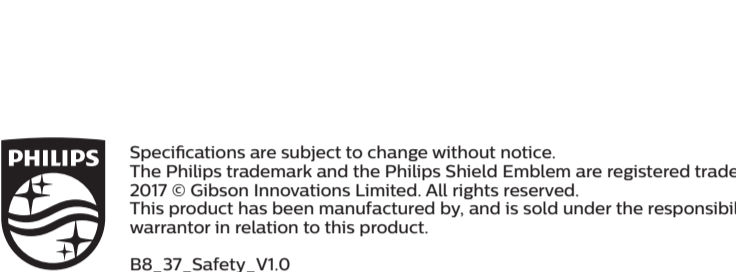 PHILIPS
Specifications are subject to change without notice.
The Philips trademark and the Philips Shield Emblem are registered
2017 © Gibson Innovations Limited. All rights reserved.
This product has been manufactured by, and is sold under the
warrantor in relation to this product.
B8_37_Safety_V1.0